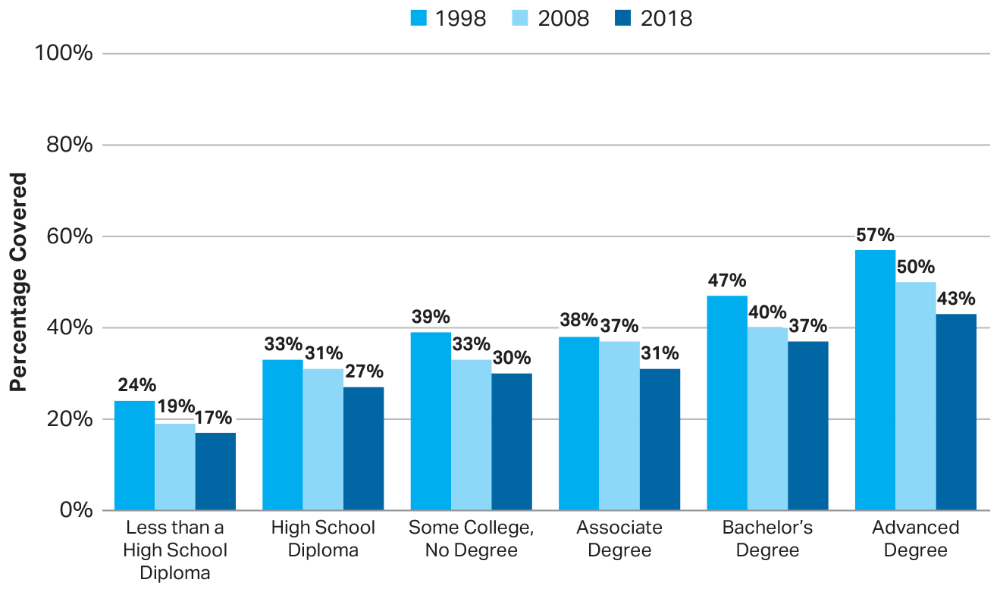 1998 2008 2018
100%
80%
60%
40%
20%
0%
Percentage Covered
24% 19% 17%
33% 31% 27%
39% 33% 30%
38% 37% 31%
47% 40% 37%
57% 50% 43%
Less than a
High School
Diploma
High School
Diploma
Some College,
No Degree
Associate
Degree
Bachelor’s
Degree
Advanced
Degree